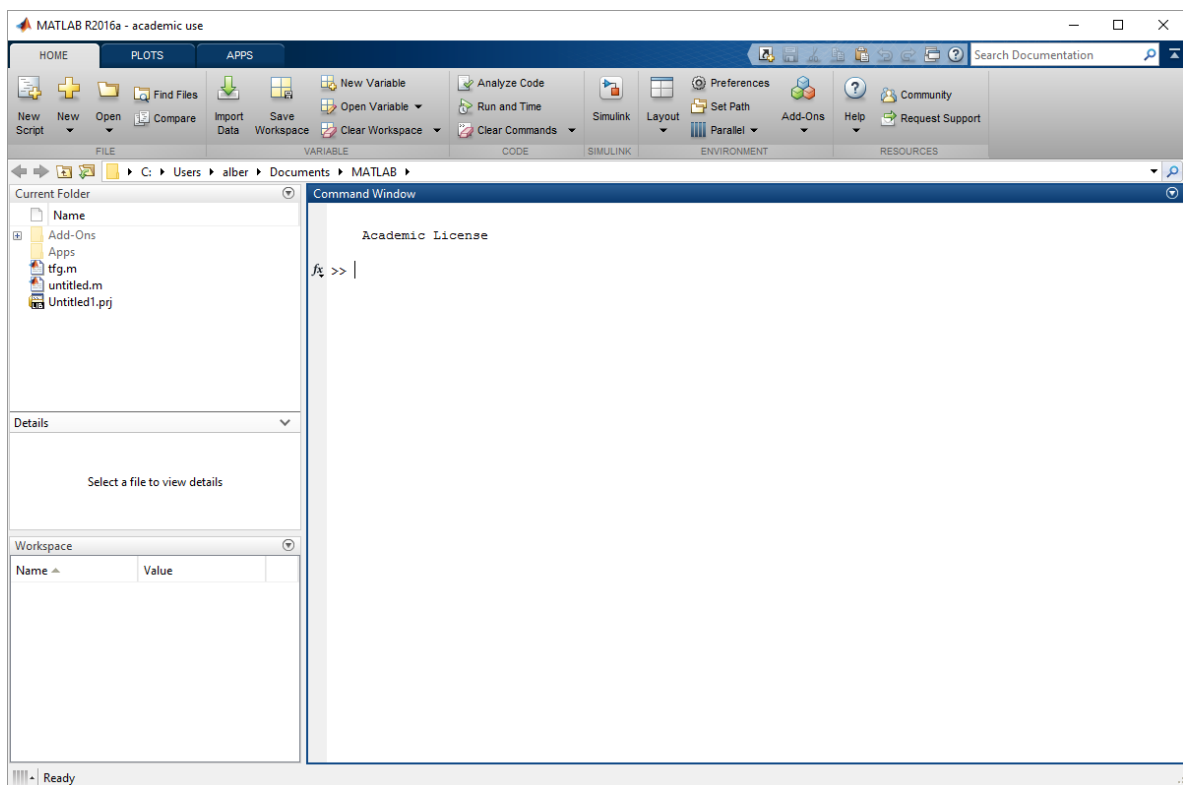 MATLAB R2016a - academic use
HOME PLOTS APPS Search Documentation
New Script New Open Find Files Compare Import Data Save Workspace New Variable Open Variable Clear Workspace Analyze Code Run and Time Clear Commands Simulink Layout Preferences Set Path Parallel Add-Ons Help Community Request Support
FILE VARIABLE CODE SIMULINK ENVIRONMENT RESOURCES
C: Users alber Documents MATLAB
Current Folder
Name
Add-Ons
Apps
tfg.m
untitled.m
Untitled1.prj
Details
Select a file to view details
Workspace
Name Value
Command Window
Academic License
fx >>
Ready